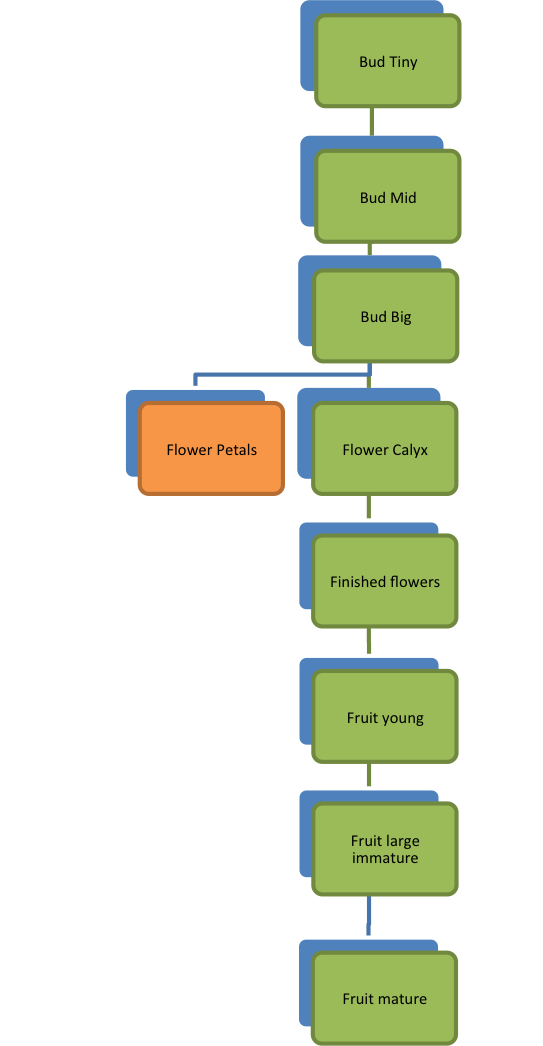 Bud Tiny
Bud Mid
Bud Big
Flower Petals
Flower Calyx
Finished flowers
Fruit young
Fruit large
immature
Fruit mature